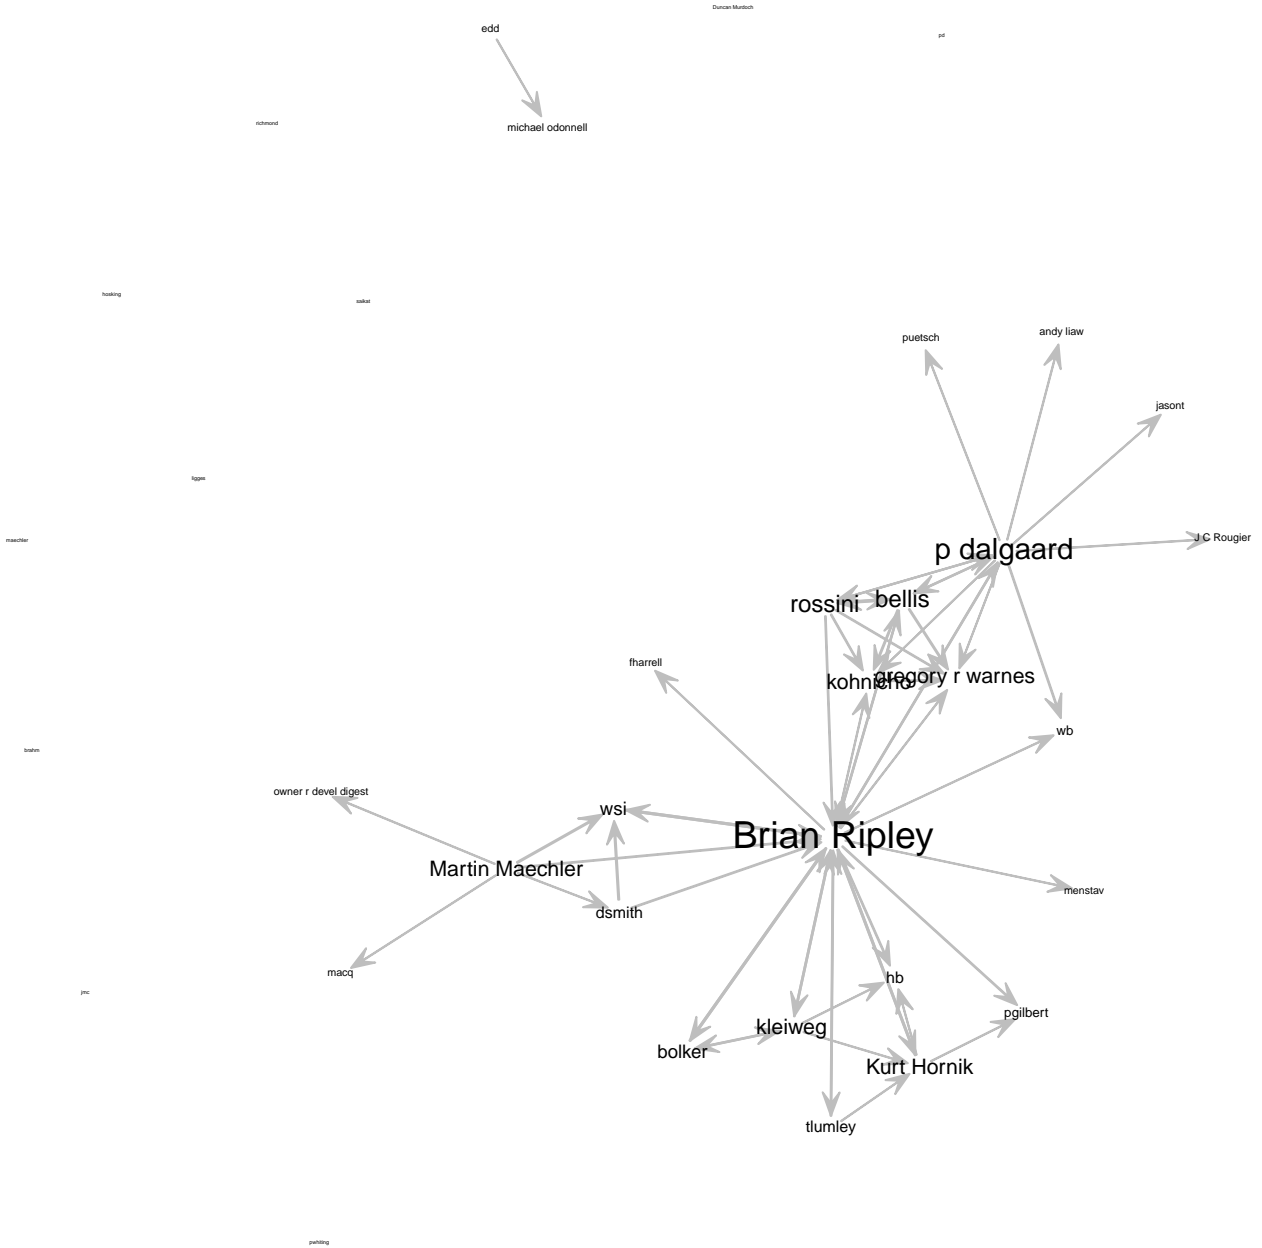 Duncan Murdoch
edd
pd
richmond
michael odonnell
hosking
saikat
puetsch
andy liaw
jasont
ligges
maechler
J C Rougier
p dalgaard
rossini
bellis
fharrell
kohnicho
gregory r warnes
wb
brahm
owner r devel digest
wsi
Brian Ripley
Martin Maechler
menstav
dsmith
macq
hb
jmc
pgilbert
kleiweg
bolker
Kurt Hornik
tlumley
pwhiting